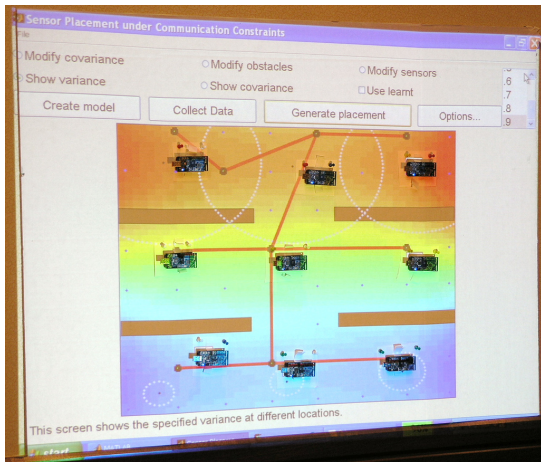 Sensor Placement under Communication Constraints
File
Modify covariance
Modify obstacles
Modify sensors
Show variance
Show covariance
Use learnt
.6
.7
.8
.9
Create model
Collect Data
Generate placement
Options...
This screen shows the specified variance at different locations.
start
MATLAB